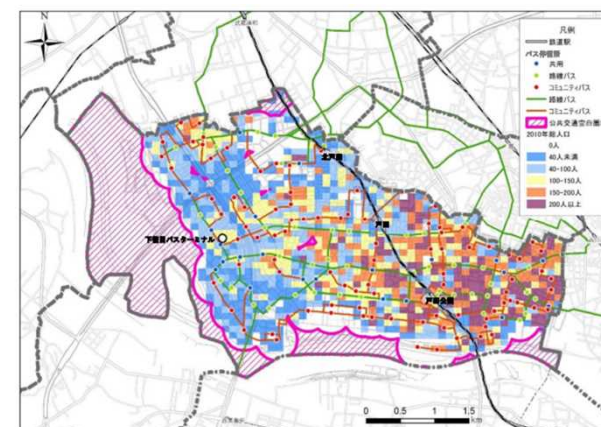 N
凡例
鉄道駅
バス停留所
共用
路線バス
コミュニティバス
路線バス
コミュニティバス
公共交通空白圏
2010年総人口
0人
40人未満
40-100人
100-150人
150-200人
200人以上
北戸田
戸田
下笹目バスターミナル
戸田公園
0 0.5 1 1.5